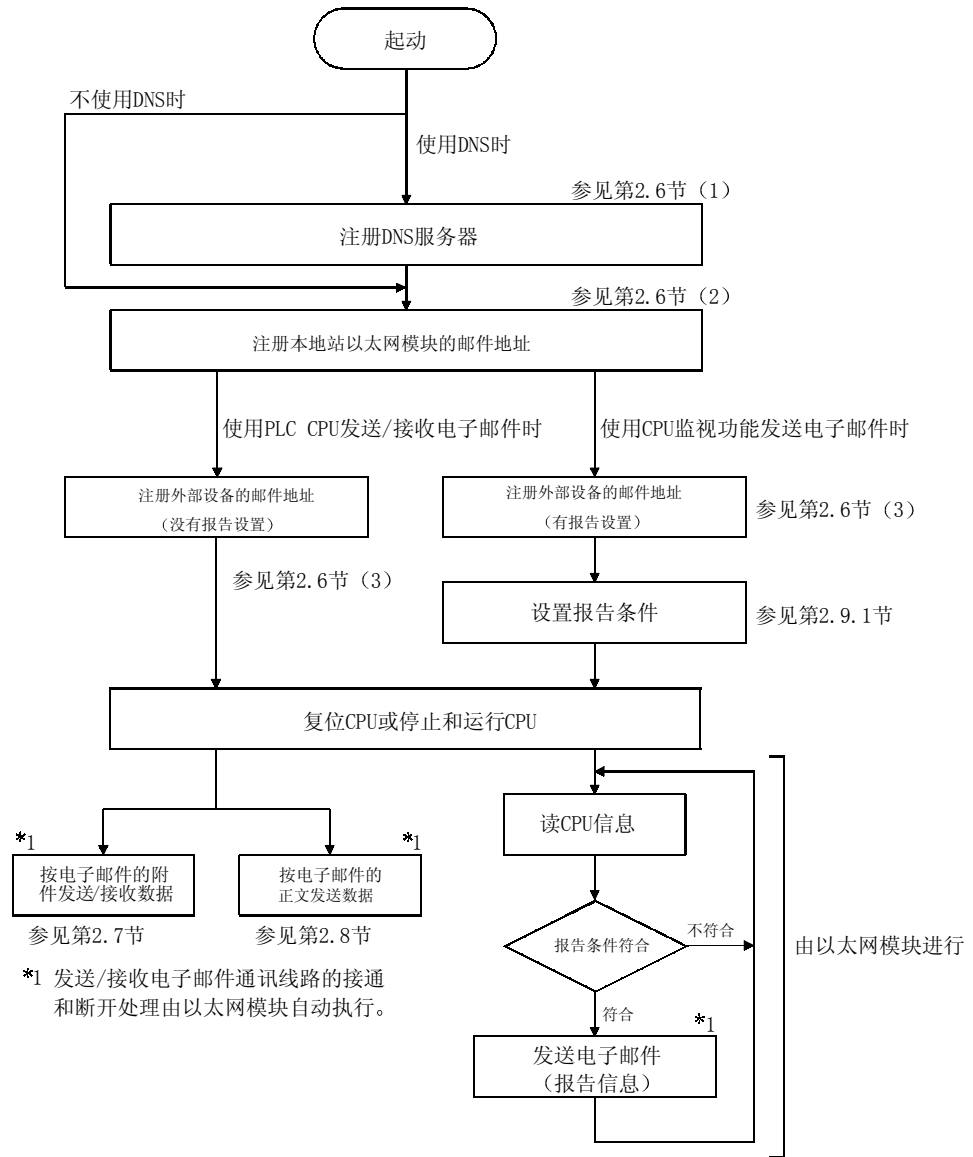 起动
不使用DNS时
使用DNS时
参见第2.6节（1）
注册DNS服务器
参见第2.6节（2）
注册本地站以太网模块的邮件地址
使用PLC CPU发送/接收电子邮件时
使用CPU监视功能发送电子邮件时
注册外部设备的邮件地址
（没有报告设置）
注册外部设备的邮件地址
（有报告设置）
参见第2.6节（3）
参见第2.6节（3）
设置报告条件
参见第2.9.1节
复位CPU或停止和运行CPU
读CPU信息
*1
*1
按电子邮件的附
件发送/接收数据
按电子邮件的
正文发送数据
参见第2.7节
参见第2.8节
报告条件符合
不符合
由以太网模块进行
*1 发送/接收电子邮件通讯线路的接通
和断开处理由以太网模块自动执行。
符合
*1
发送电子邮件
（报告信息）